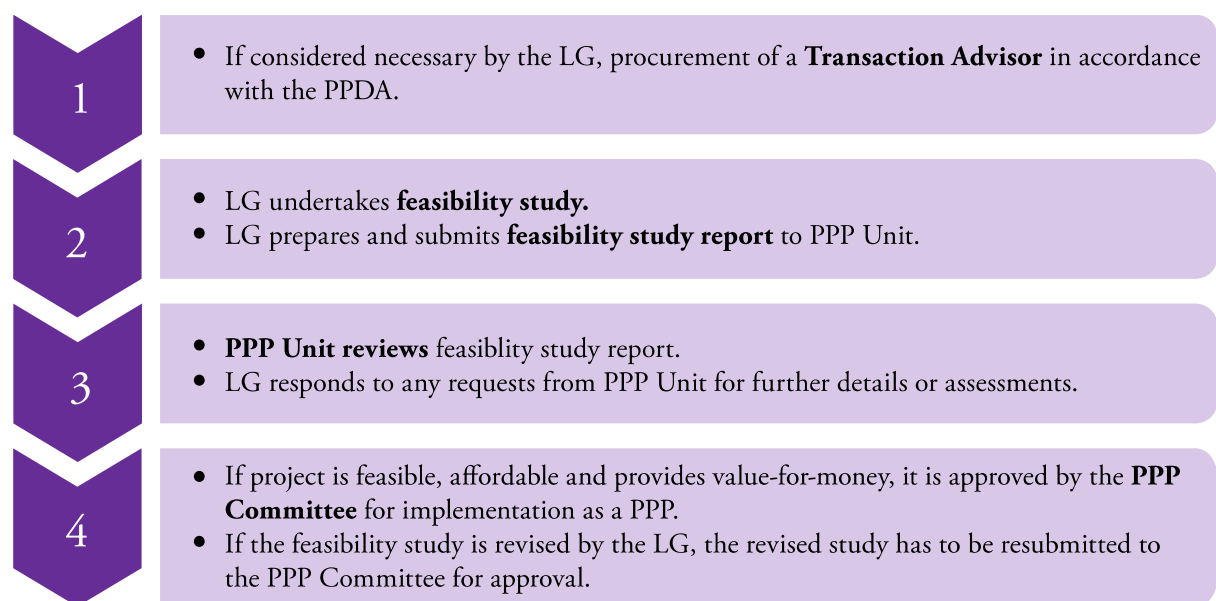 1
• If considered necessary by the LG, procurement of a Transaction Advisor in accordance
with the PPDA.
2
• LG undertakes feasibility study.
• LG prepares and submits feasibility study report to PPP Unit.
3
• PPP Unit reviews feasiblity study report.
• LG responds to any requests from PPP Unit for further details or assessments.
4
• If project is feasible, affordable and provides value-for-money, it is approved by the PPP
Committee for implementation as a PPP.
• If the feasibility study is revised by the LG, the revised study has to be resubmitted to
the PPP Committee for approval.